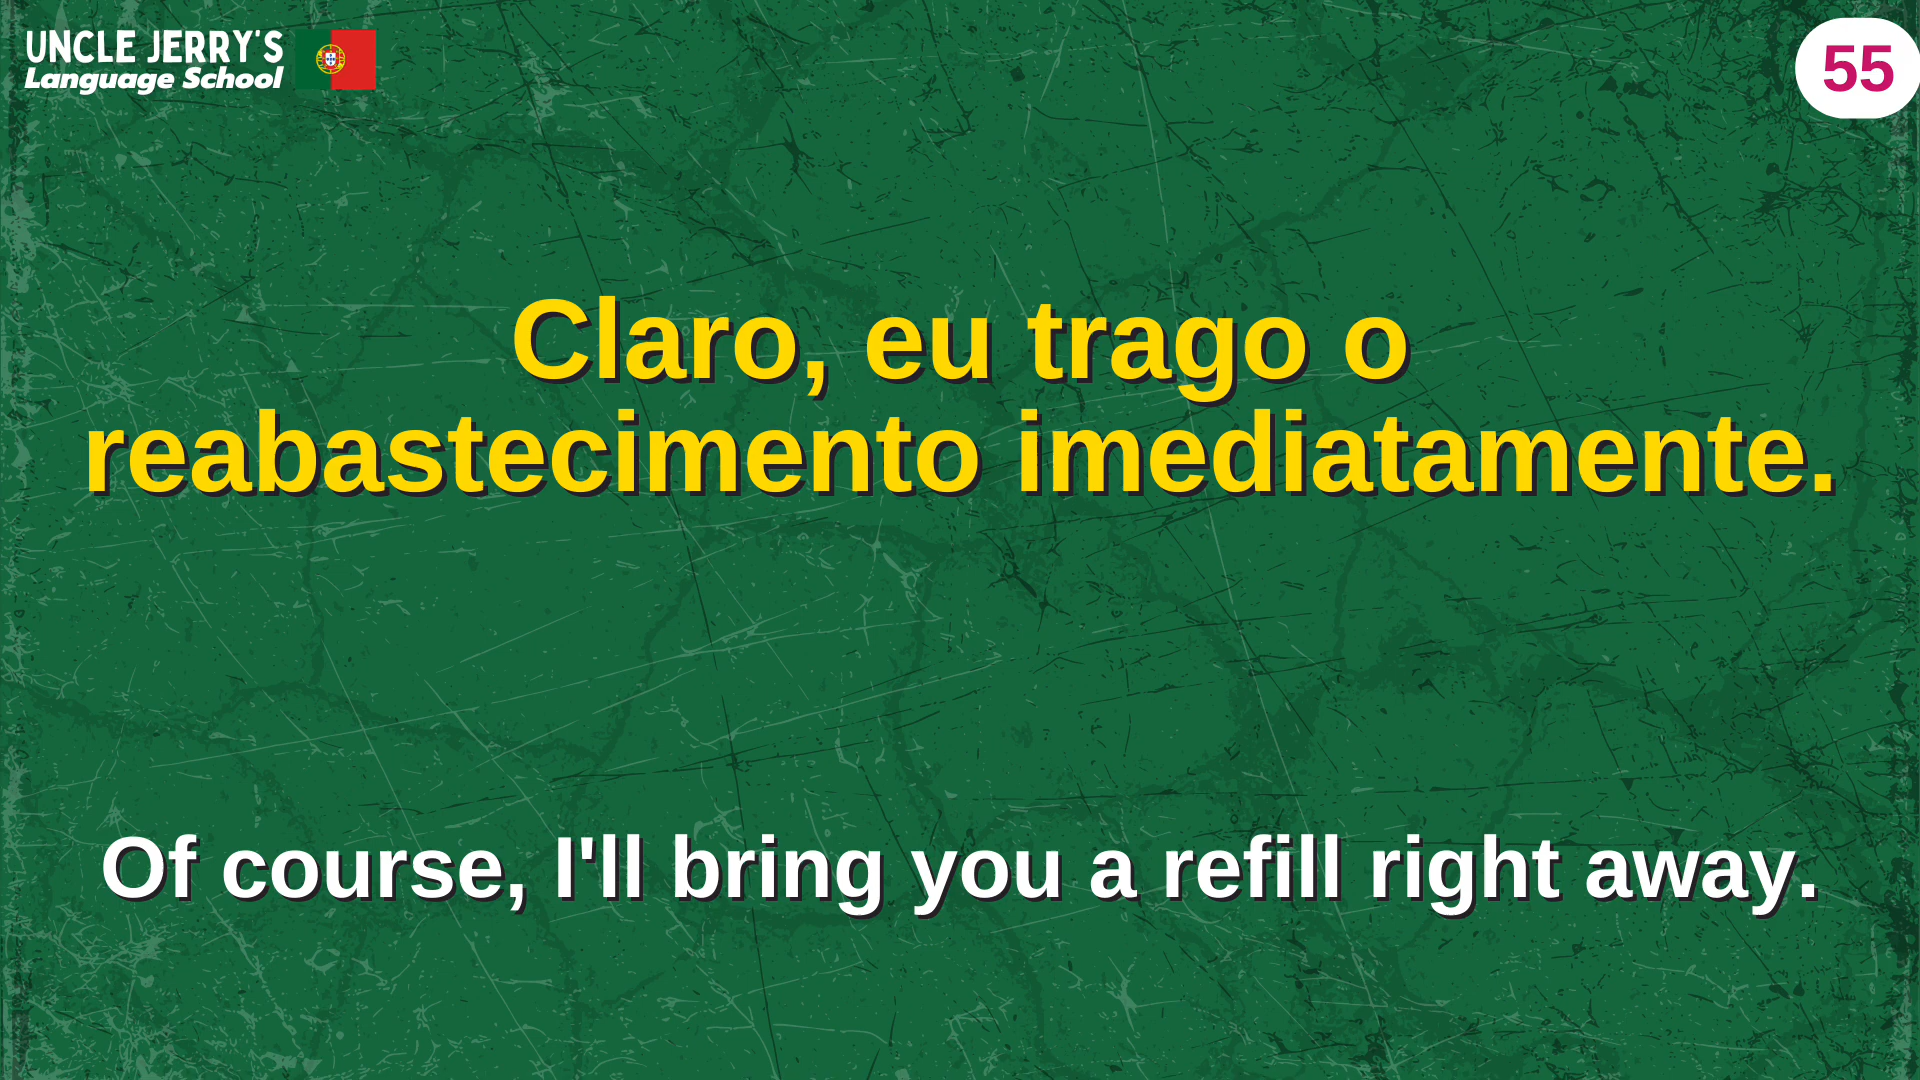 UNCLE JERRY'S
Language School
55
Claro, eu trago o
reabastecimento imediatamente.
Of course, I'll bring you a refill right away.